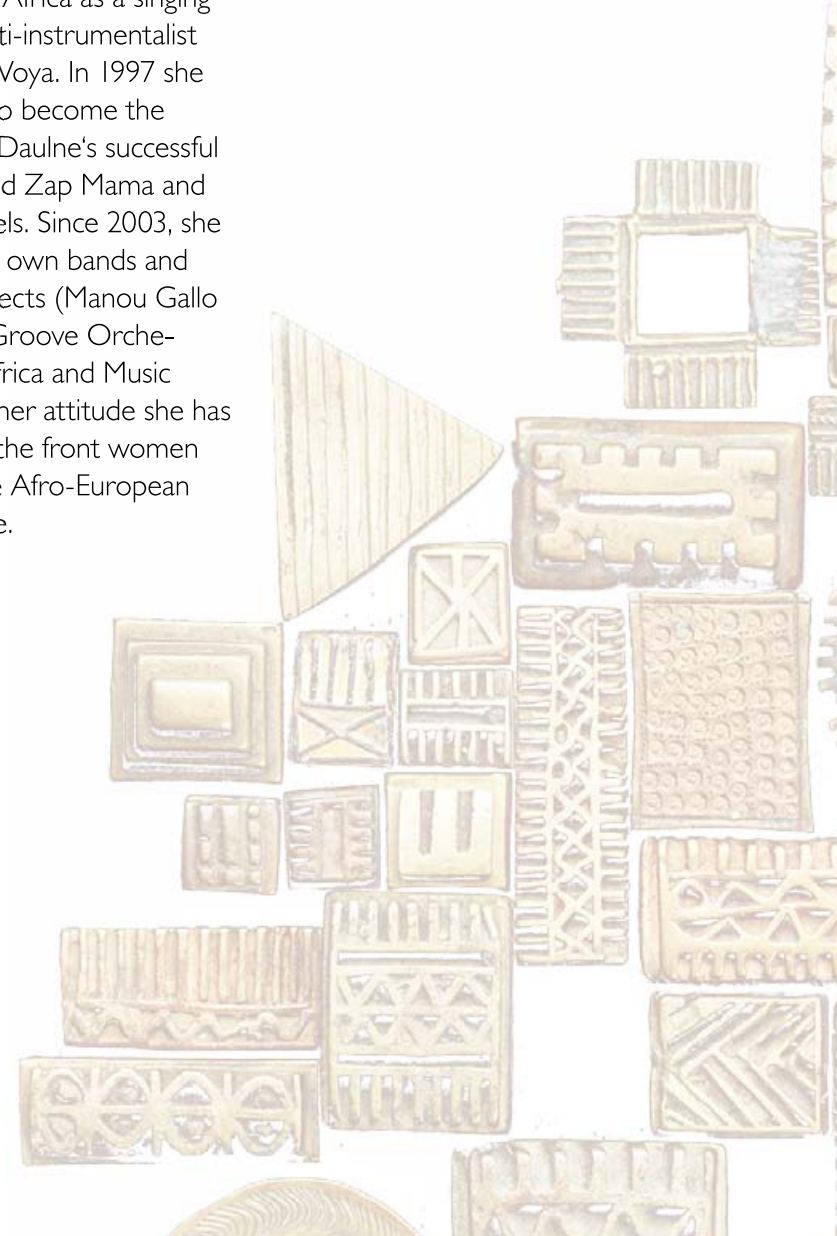 Africa as a singing
ti-instrumentalist
Voya. In 1997 she
o become the
Daulne‘s successful
d Zap Mama and
els. Since 2003, she
own bands and
ects (Manou Gallo
Groove Orche-
frica and Music
her attitude she has
the front women
e Afro-European
e.